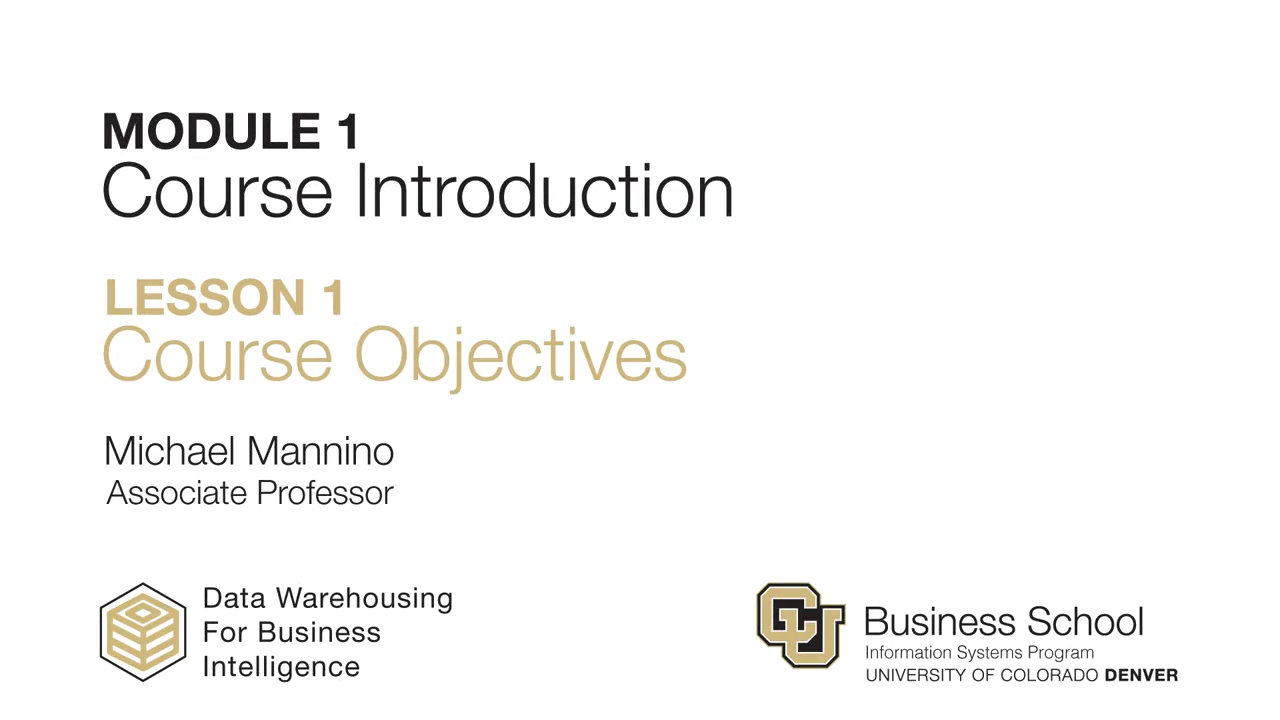 MODULE 1
Course Introduction
LESSON 1
Course Objectives
Michael Mannino
Associate Professor
Data Warehousing
For Business
Intelligence
CU
Business School
Information Systems Program
UNIVERSITY OF COLORADO DENVER